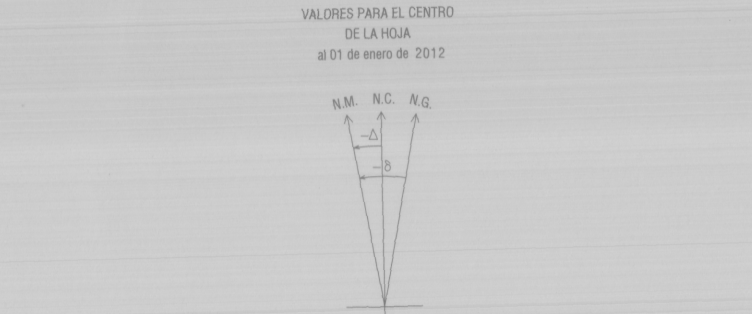 VALORES PARA EL CENTRO
DE LA HOJA
al 01 de enero de 2012
N.M. N.C. N.G.
−Δ
−δ